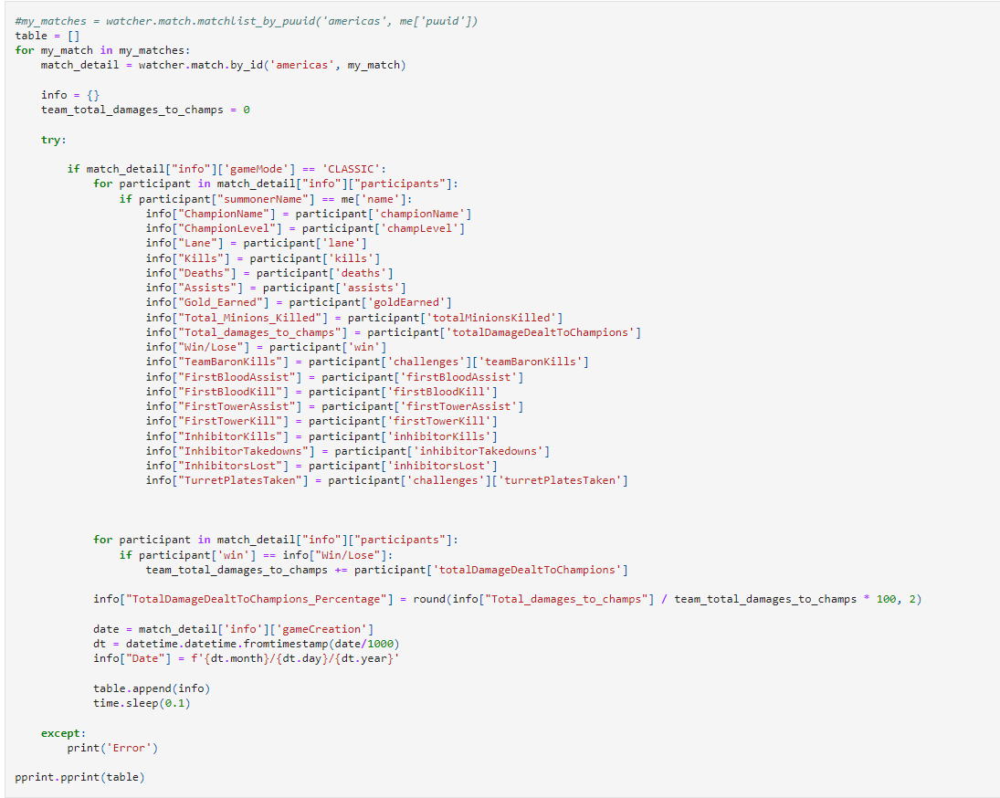 #my_matches = watcher.match.matchlist_by_puuid('americas', me['puuid'])
table = []
for my_match in my_matches:
    match_detail = watcher.match.by_id('americas', my_match)

    info = {}
    team_total_damages_to_champs = 0

    try:

        if match_detail["info"]['gameMode'] == 'CLASSIC':
            for participant in match_detail["info"]["participants"]:
                if participant["summonerName"] == me['name']:
                    info["ChampionName"] = participant['championName']
                    info["ChampionLevel"] = participant['champLevel']
                    info["Lane"] = participant['lane']
                    info["Kills"] = participant['kills']
                    info["Deaths"] = participant['deaths']
                    info["Assists"] = participant['assists']
                    info["Gold_Earned"] = participant['goldEarned']
                    info["Total_Minions_Killed"] = participant['totalMinionsKilled']
                    info["Total_damages_to_champs"] = participant['totalDamageDealtToChampions']
                    info["Win/Lose"] = participant['win']
                    info["TeamBaronKills"] = participant['challenges']['teamBaronKills']
                    info["FirstBloodAssist"] = participant['firstBloodAssist']
                    info["FirstBloodKill"] = participant['firstBloodKill']
                    info["FirstTowerAssist"] = participant['firstTowerAssist']
                    info["FirstTowerKill"] = participant['firstTowerKill']
                    info["InhibitorKills"] = participant['inhibitorKills']
                    info["InhibitorTakedowns"] = participant['inhibitorTakedowns']
                    info["InhibitorsLost"] = participant['inhibitorsLost']
                    info["TurretPlatesTaken"] = participant['challenges']['turretPlatesTaken']

            for participant in match_detail["info"]["participants"]:
                if participant['win'] == info["Win/Lose"]:
                    team_total_damages_to_champs += participant['totalDamageDealtToChampions']

            info["TotalDamageDealtToChampions_Percentage"] = round(info["Total_damages_to_champs"] / team_total_damages_to_champs * 100, 2)

            date = match_detail['info']['gameCreation']
            dt = datetime.datetime.fromtimestamp(date/1000)
            info["Date"] = f'{dt.month}/{dt.day}/{dt.year}'

            table.append(info)
            time.sleep(0.1)

    except:
        print('Error')

pprint.pprint(table)